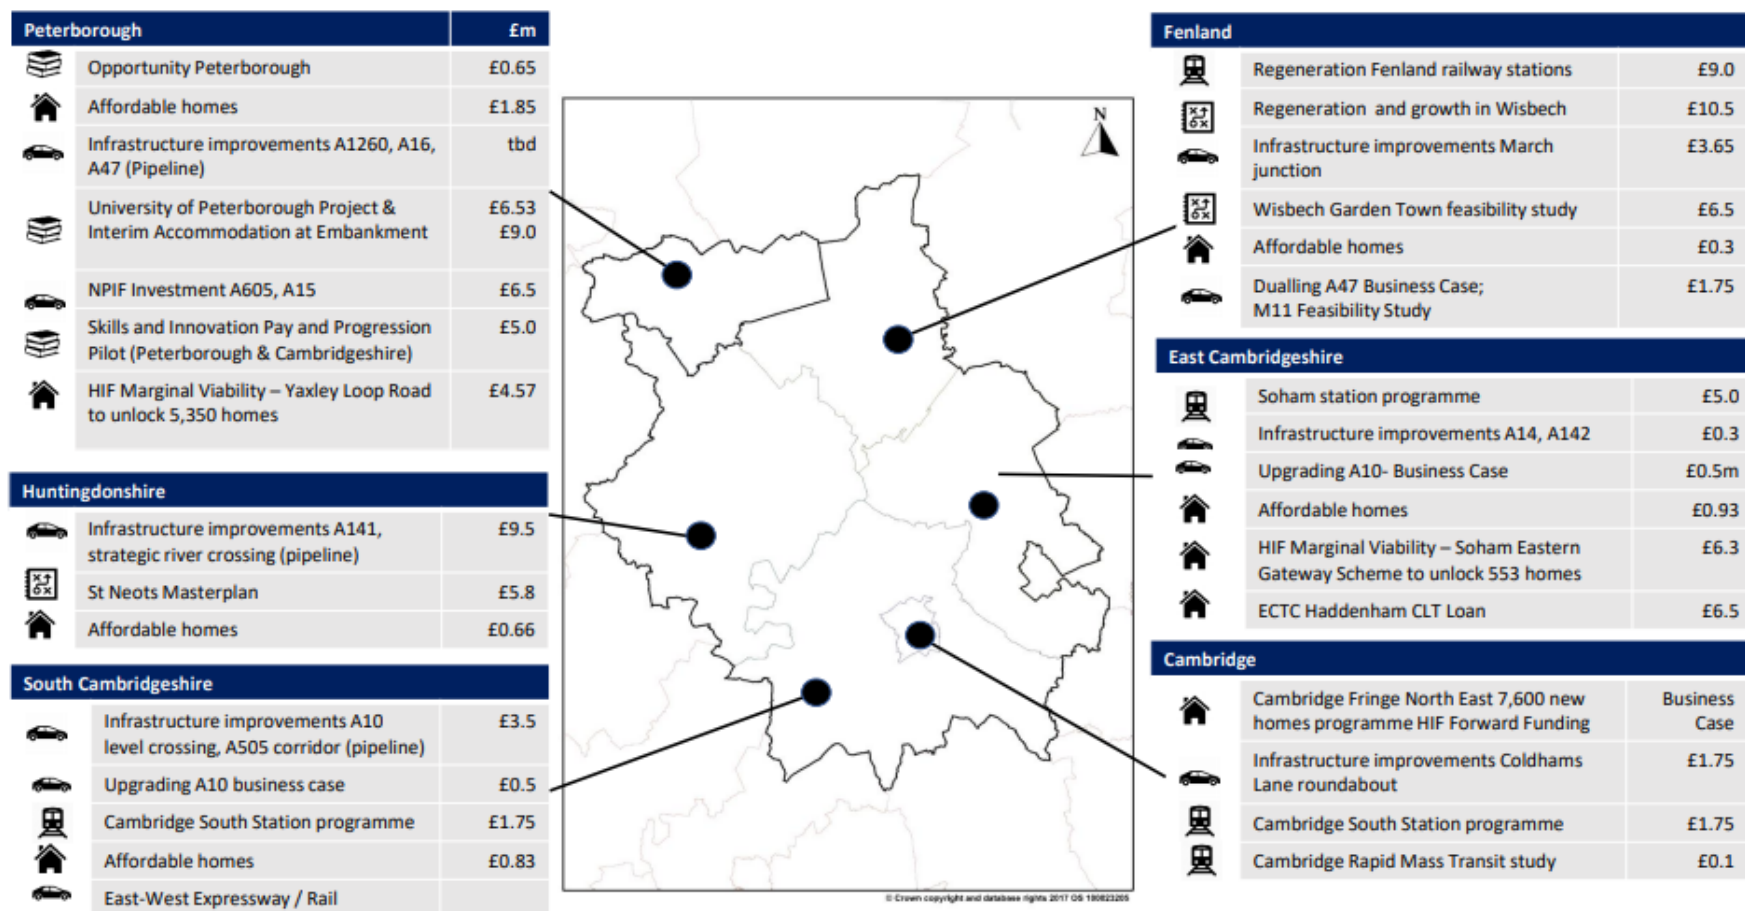 Peterborough £m
Opportunity Peterborough £0.65
Affordable homes £1.85
Infrastructure improvements A1260, A16, tbd
A47 (Pipeline)
University of Peterborough Project & £6.53
Interim Accommodation at Embankment £9.0
NPIF Investment A605, A15 £6.5
Skills and Innovation Pay and Progression £5.0
Pilot (Peterborough & Cambridgeshire)
HIF Marginal Viability – Yaxley Loop Road £4.57
to unlock 5,350 homes
Huntingdonshire
Infrastructure improvements A141, £9.5
strategic river crossing (pipeline)
St Neots Masterplan £5.8
Affordable homes £0.66
South Cambridgeshire
Infrastructure improvements A10 £3.5
level crossing, A505 corridor (pipeline)
Upgrading A10 business case £0.5
Cambridge South Station programme £1.75
Affordable homes £0.83
East-West Expressway / Rail
N
© Crown copyright and database rights 2017 OS 100023205
Fenland
Regeneration Fenland railway stations £9.0
Regeneration and growth in Wisbech £10.5
Infrastructure improvements March £3.65
junction
Wisbech Garden Town feasibility study £6.5
Affordable homes £0.3
Dualling A47 Business Case; £1.75
M11 Feasibility Study
East Cambridgeshire
Soham station programme £5.0
Infrastructure improvements A14, A142 £0.3
Upgrading A10- Business Case £0.5m
Affordable homes £0.93
HIF Marginal Viability – Soham Eastern £6.3
Gateway Scheme to unlock 553 homes
ECTC Haddenham CLT Loan £6.5
Cambridge
Cambridge Fringe North East 7,600 new Business
homes programme HIF Forward Funding Case
Infrastructure improvements Coldhams £1.75
Lane roundabout
Cambridge South Station programme £1.75
Cambridge Rapid Mass Transit study £0.1